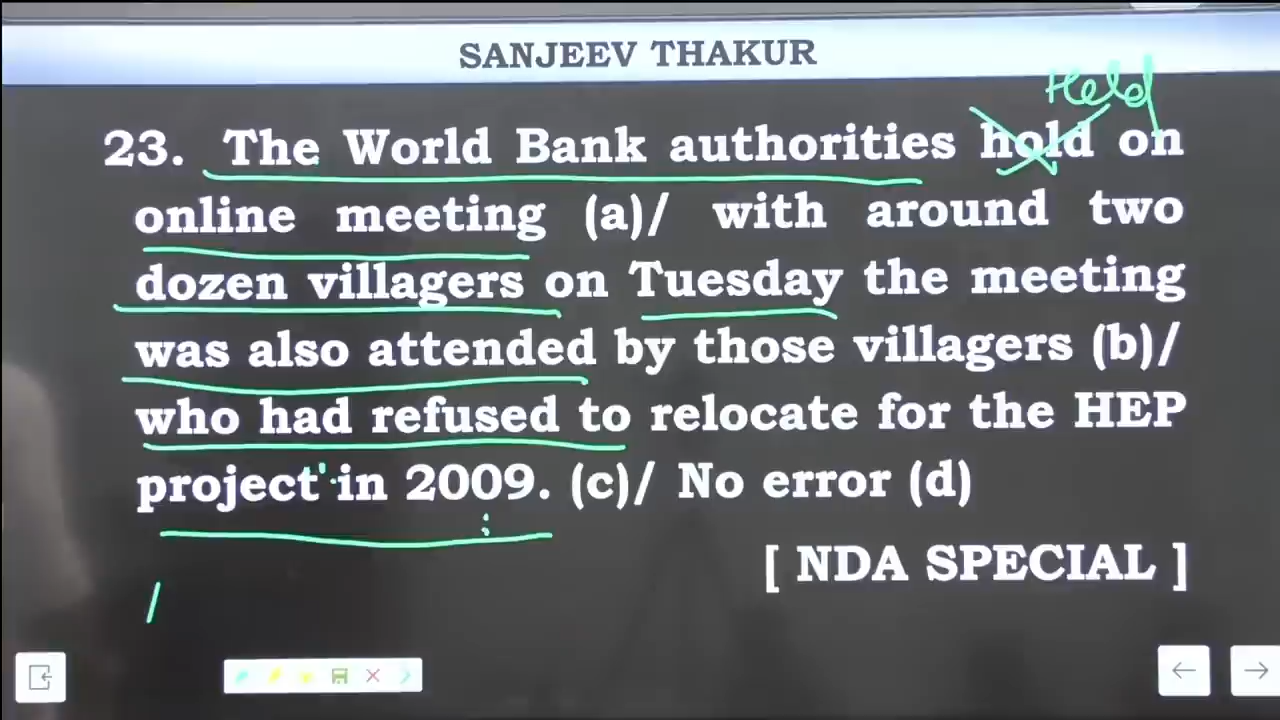 SANJEEV THAKUR
Held
23. The World Bank authorities hold on
online meeting (a)/ with around two
dozen villagers on Tuesday the meeting
was also attended by those villagers (b)/
who had refused to relocate for the HEP
project in 2009. (c)/ No error (d)
[ NDA SPECIAL ]